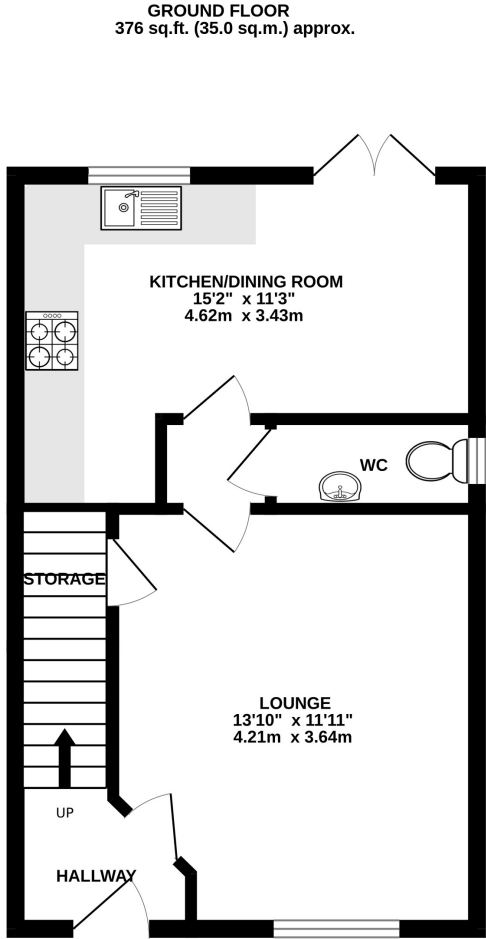 GROUND FLOOR
376 sq.ft. (35.0 sq.m.) approx.
KITCHEN/DINING ROOM
15'2" x 11'3"
4.62m x 3.43m
WC
STORAGE
LOUNGE
13'10" x 11'11"
4.21m x 3.64m
UP
HALLWAY